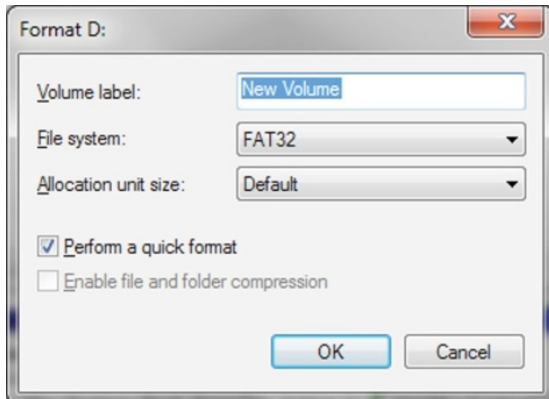 Format D:
Volume label: New Volume
File system: FAT32
Allocation unit size: Default
Perform a quick format
Enable file and folder compression
OK Cancel